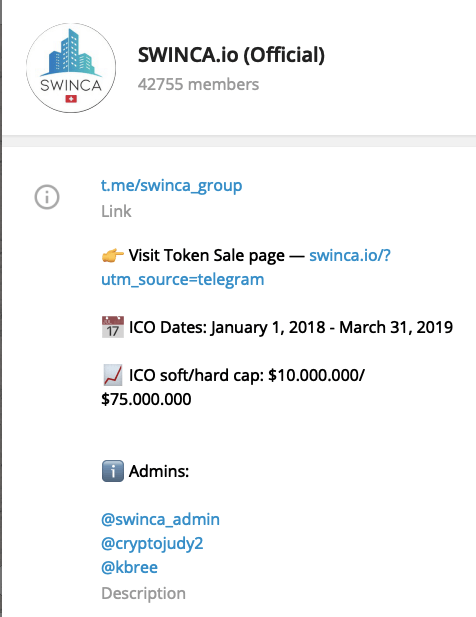 SWINCA
SWINCA.io (Official)
42755 members
t.me/swinca_group
Link
👉 Visit Token Sale page — swinca.io/?
utm_source=telegram
📅 ICO Dates: January 1, 2018 - March 31, 2019
📈 ICO soft/hard cap: $10.000.000/
$75.000.000
ℹ️ Admins:
@swinca_admin
@cryptojudy2
@kbree
Description